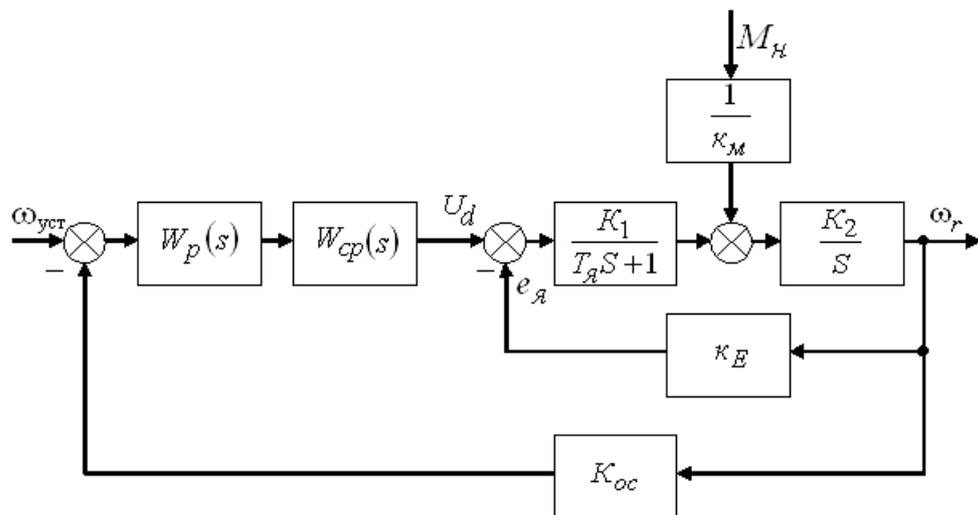 M_н
1
к_м
ω_уст
−
W_p(s)
W_cp(s)
U_d
−
e_я
K_1
T_я S+1
K_2
S
ω_r
к_E
K_oc